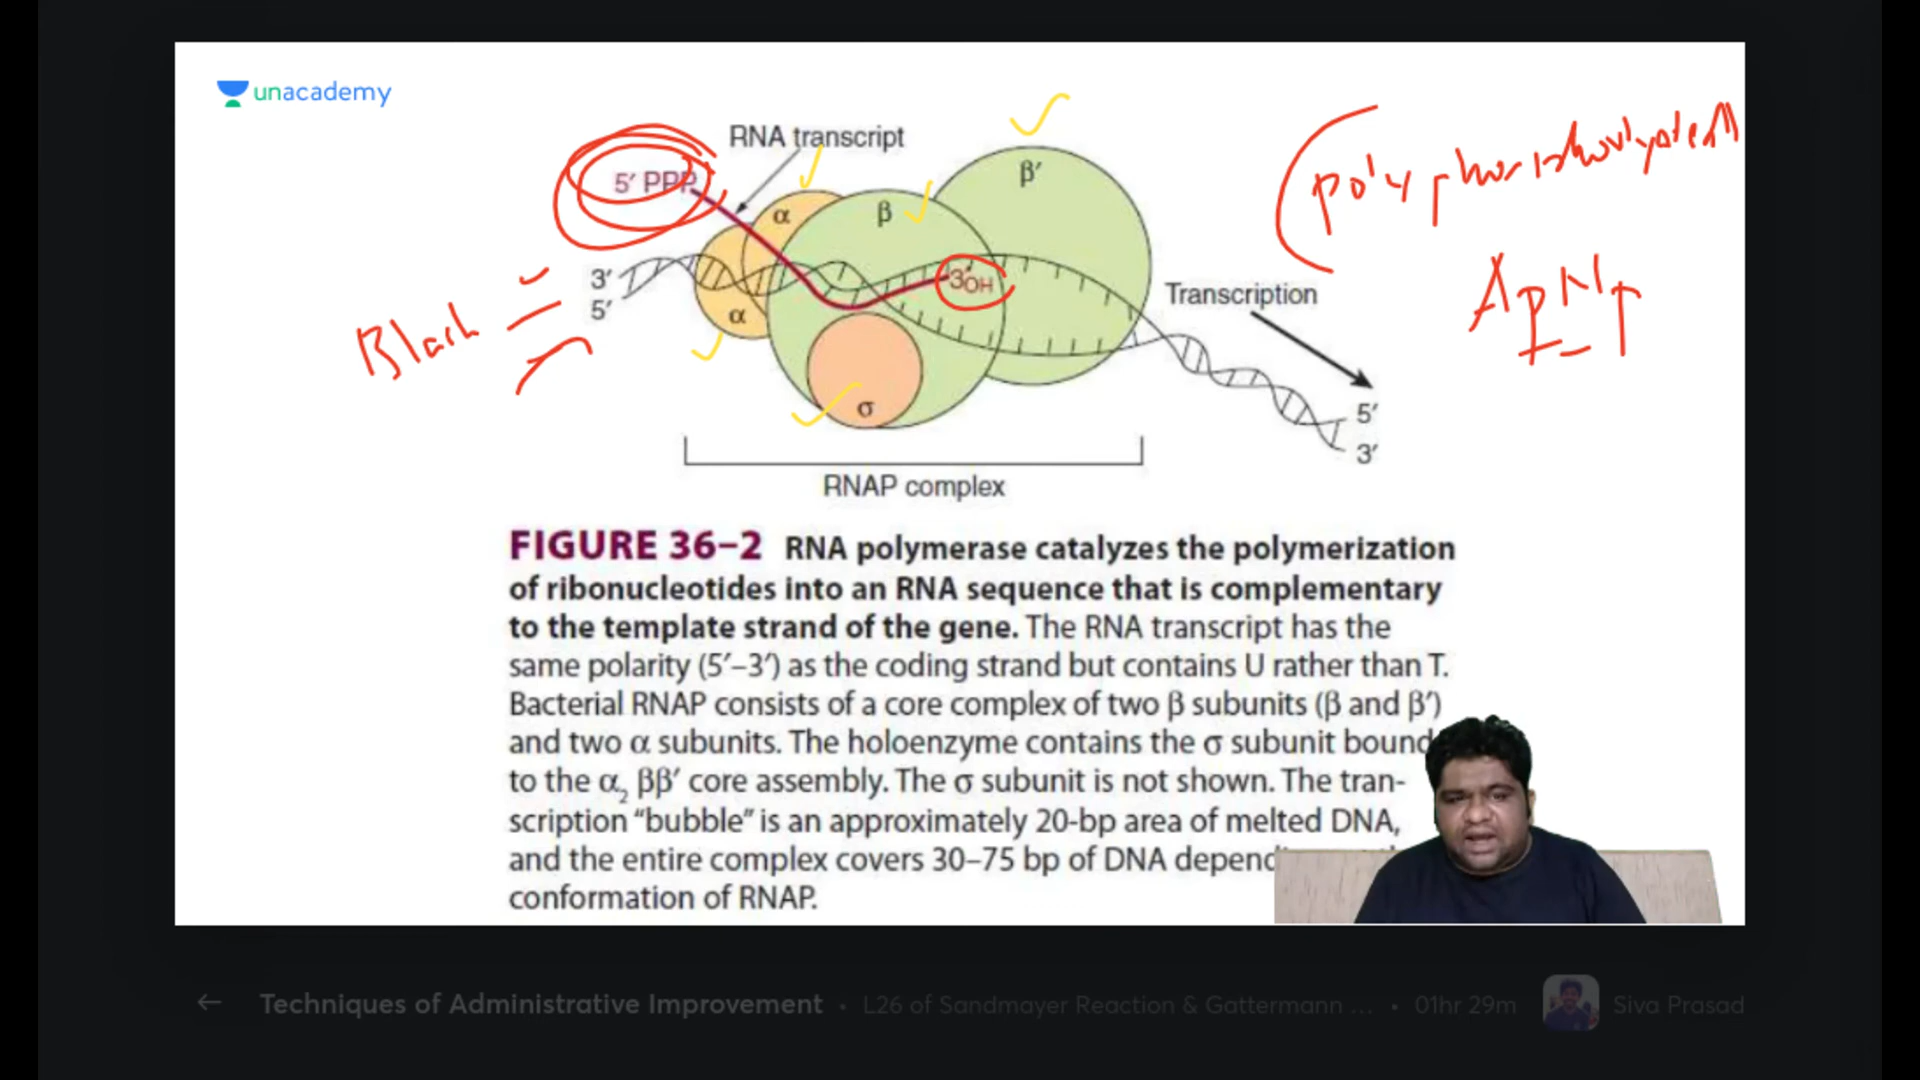 unacademy
RNA transcript
5′ PPP
β′
α
β
3′
5′
3′OH
α
Transcription
σ
5′
3′
RNAP complex
FIGURE 36–2 RNA polymerase catalyzes the polymerization
of ribonucleotides into an RNA sequence that is complementary
to the template strand of the gene. The RNA transcript has the
same polarity (5′–3′) as the coding strand but contains U rather than T.
Bacterial RNAP consists of a core complex of two β subunits (β and β′)
and two α subunits. The holoenzyme contains the σ subunit bound
to the α₂ ββ′ core assembly. The σ subunit is not shown. The tran-
scription “bubble” is an approximately 20-bp area of melted DNA,
and the entire complex covers 30–75 bp of DNA
conformation of RNAP.
← Techniques of Administrative Improvement • L26 of Sandmayer Reaction & Gattermann ... • 01hr 29m Siva Prasad